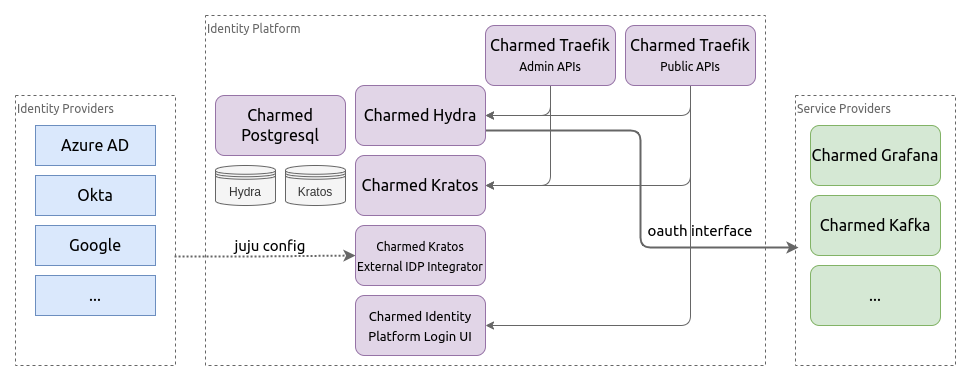 Identity Providers
Azure AD
Okta
Google
...
juju config
Identity Platform
Charmed Traefik
Admin APIs
Charmed Traefik
Public APIs
Charmed
Postgresql
Hydra
Kratos
Charmed Hydra
Charmed Kratos
Charmed Kratos
External IDP Integrator
Charmed Identity
Platform Login UI
oauth interface
Service Providers
Charmed Grafana
Charmed Kafka
...